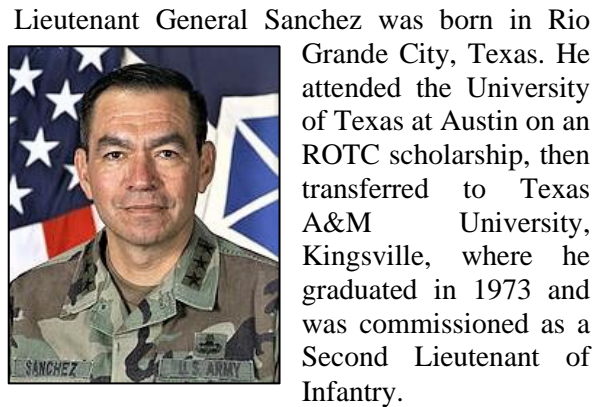 Lieutenant General Sanchez was born in Rio
Grande City, Texas. He
attended the University
of Texas at Austin on an
ROTC scholarship, then
transferred to Texas
A&M University,
Kingsville, where he
graduated in 1973 and
was commissioned as a
Second Lieutenant of
Infantry.
SANCHEZ
U.S. ARMY